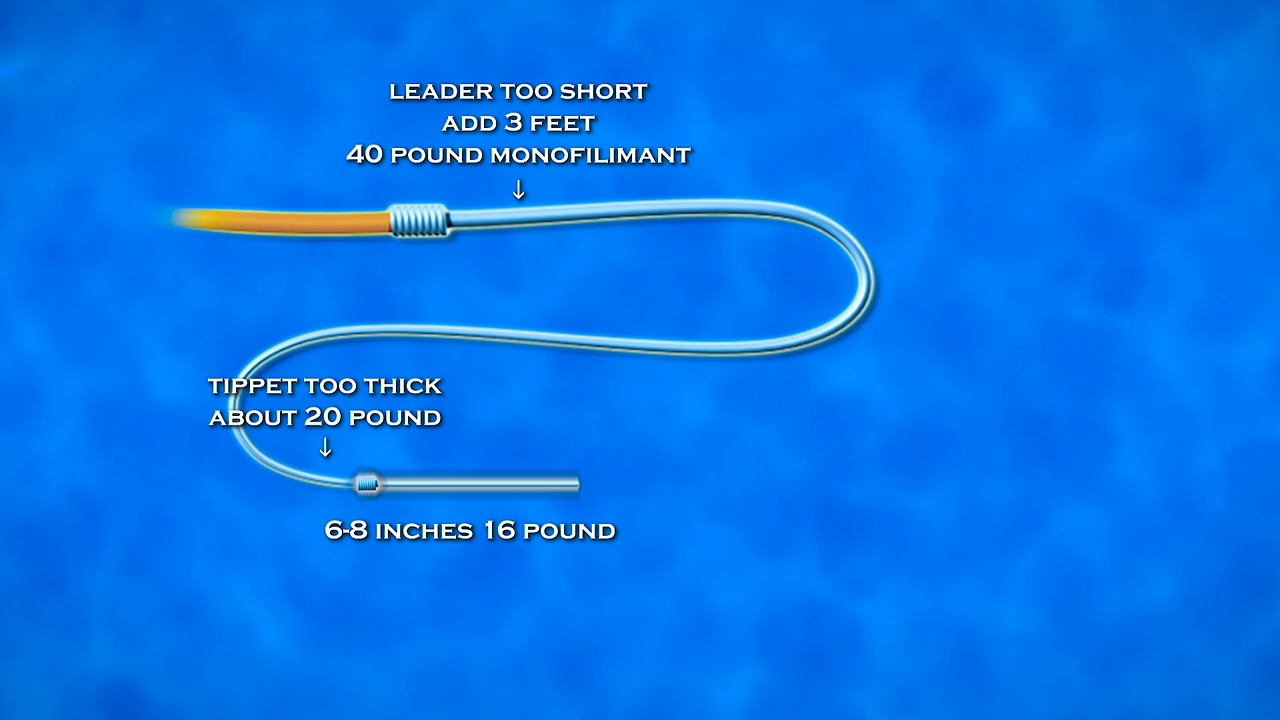 LEADER TOO SHORT
ADD 3 FEET
40 POUND MONOFILIMANT
↓
TIPPET TOO THICK
ABOUT 20 POUND
↓
6-8 INCHES 16 POUND